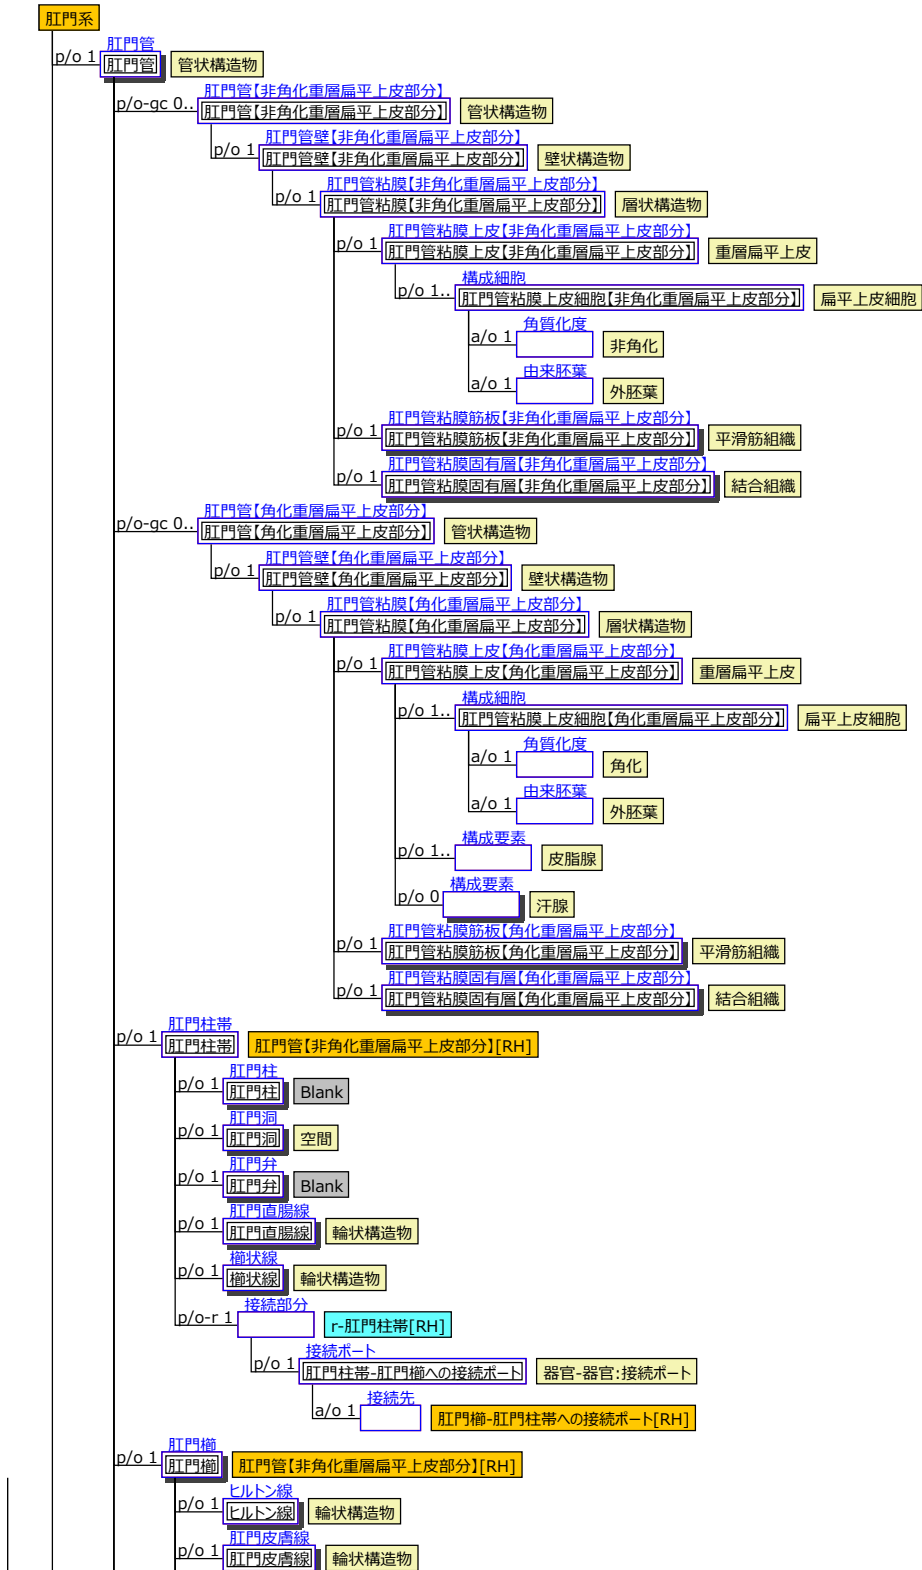 肛門系
肛門管
p/o 1 肛門管 管状構造物
肛門管【非角化重層扁平上皮部分】
p/o-gc 0.. 肛門管【非角化重層扁平上皮部分】 管状構造物
肛門管壁【非角化重層扁平上皮部分】
p/o 1 肛門管壁【非角化重層扁平上皮部分】 壁状構造物
肛門管粘膜【非角化重層扁平上皮部分】
p/o 1 肛門管粘膜【非角化重層扁平上皮部分】 層状構造物
肛門管粘膜上皮【非角化重層扁平上皮部分】
p/o 1 肛門管粘膜上皮【非角化重層扁平上皮部分】 重層扁平上皮
構成細胞
p/o 1.. 肛門管粘膜上皮細胞【非角化重層扁平上皮部分】 扁平上皮細胞
角質化度
a/o 1 非角化
由来胚葉
a/o 1 外胚葉
肛門管粘膜筋板【非角化重層扁平上皮部分】
p/o 1 肛門管粘膜筋板【非角化重層扁平上皮部分】 平滑筋組織
肛門管粘膜固有層【非角化重層扁平上皮部分】
p/o 1 肛門管粘膜固有層【非角化重層扁平上皮部分】 結合組織
肛門管【角化重層扁平上皮部分】
p/o-gc 0.. 肛門管【角化重層扁平上皮部分】 管状構造物
肛門管壁【角化重層扁平上皮部分】
p/o 1 肛門管壁【角化重層扁平上皮部分】 壁状構造物
肛門管粘膜【角化重層扁平上皮部分】
p/o 1 肛門管粘膜【角化重層扁平上皮部分】 層状構造物
肛門管粘膜上皮【角化重層扁平上皮部分】
p/o 1 肛門管粘膜上皮【角化重層扁平上皮部分】 重層扁平上皮
構成細胞
p/o 1.. 肛門管粘膜上皮細胞【角化重層扁平上皮部分】 扁平上皮細胞
角質化度
a/o 1 角化
由来胚葉
a/o 1 外胚葉
構成要素
p/o 1.. 皮脂腺
構成要素
p/o 0 汗腺
肛門管粘膜筋板【角化重層扁平上皮部分】
p/o 1 肛門管粘膜筋板【角化重層扁平上皮部分】 平滑筋組織
肛門管粘膜固有層【角化重層扁平上皮部分】
p/o 1 肛門管粘膜固有層【角化重層扁平上皮部分】 結合組織
肛門柱帯
p/o 1 肛門柱帯 肛門管【非角化重層扁平上皮部分】[RH]
肛門柱
p/o 1 肛門柱 Blank
肛門洞
p/o 1 肛門洞 空間
肛門弁
p/o 1 肛門弁 Blank
肛門直腸線
p/o 1 肛門直腸線 輪状構造物
櫛状線
p/o 1 櫛状線 輪状構造物
接続部分
p/o-r 1 r-肛門柱帯[RH]
接続ポート
p/o 1 肛門柱帯-肛門櫛への接続ポート 器官-器官:接続ポート
接続先
a/o 1 肛門櫛-肛門柱帯への接続ポート[RH]
肛門櫛
p/o 1 肛門櫛 肛門管【非角化重層扁平上皮部分】[RH]
ヒルトン線
p/o 1 ヒルトン線 輪状構造物
肛門皮膚線
p/o 1 肛門皮膚線 輪状構造物